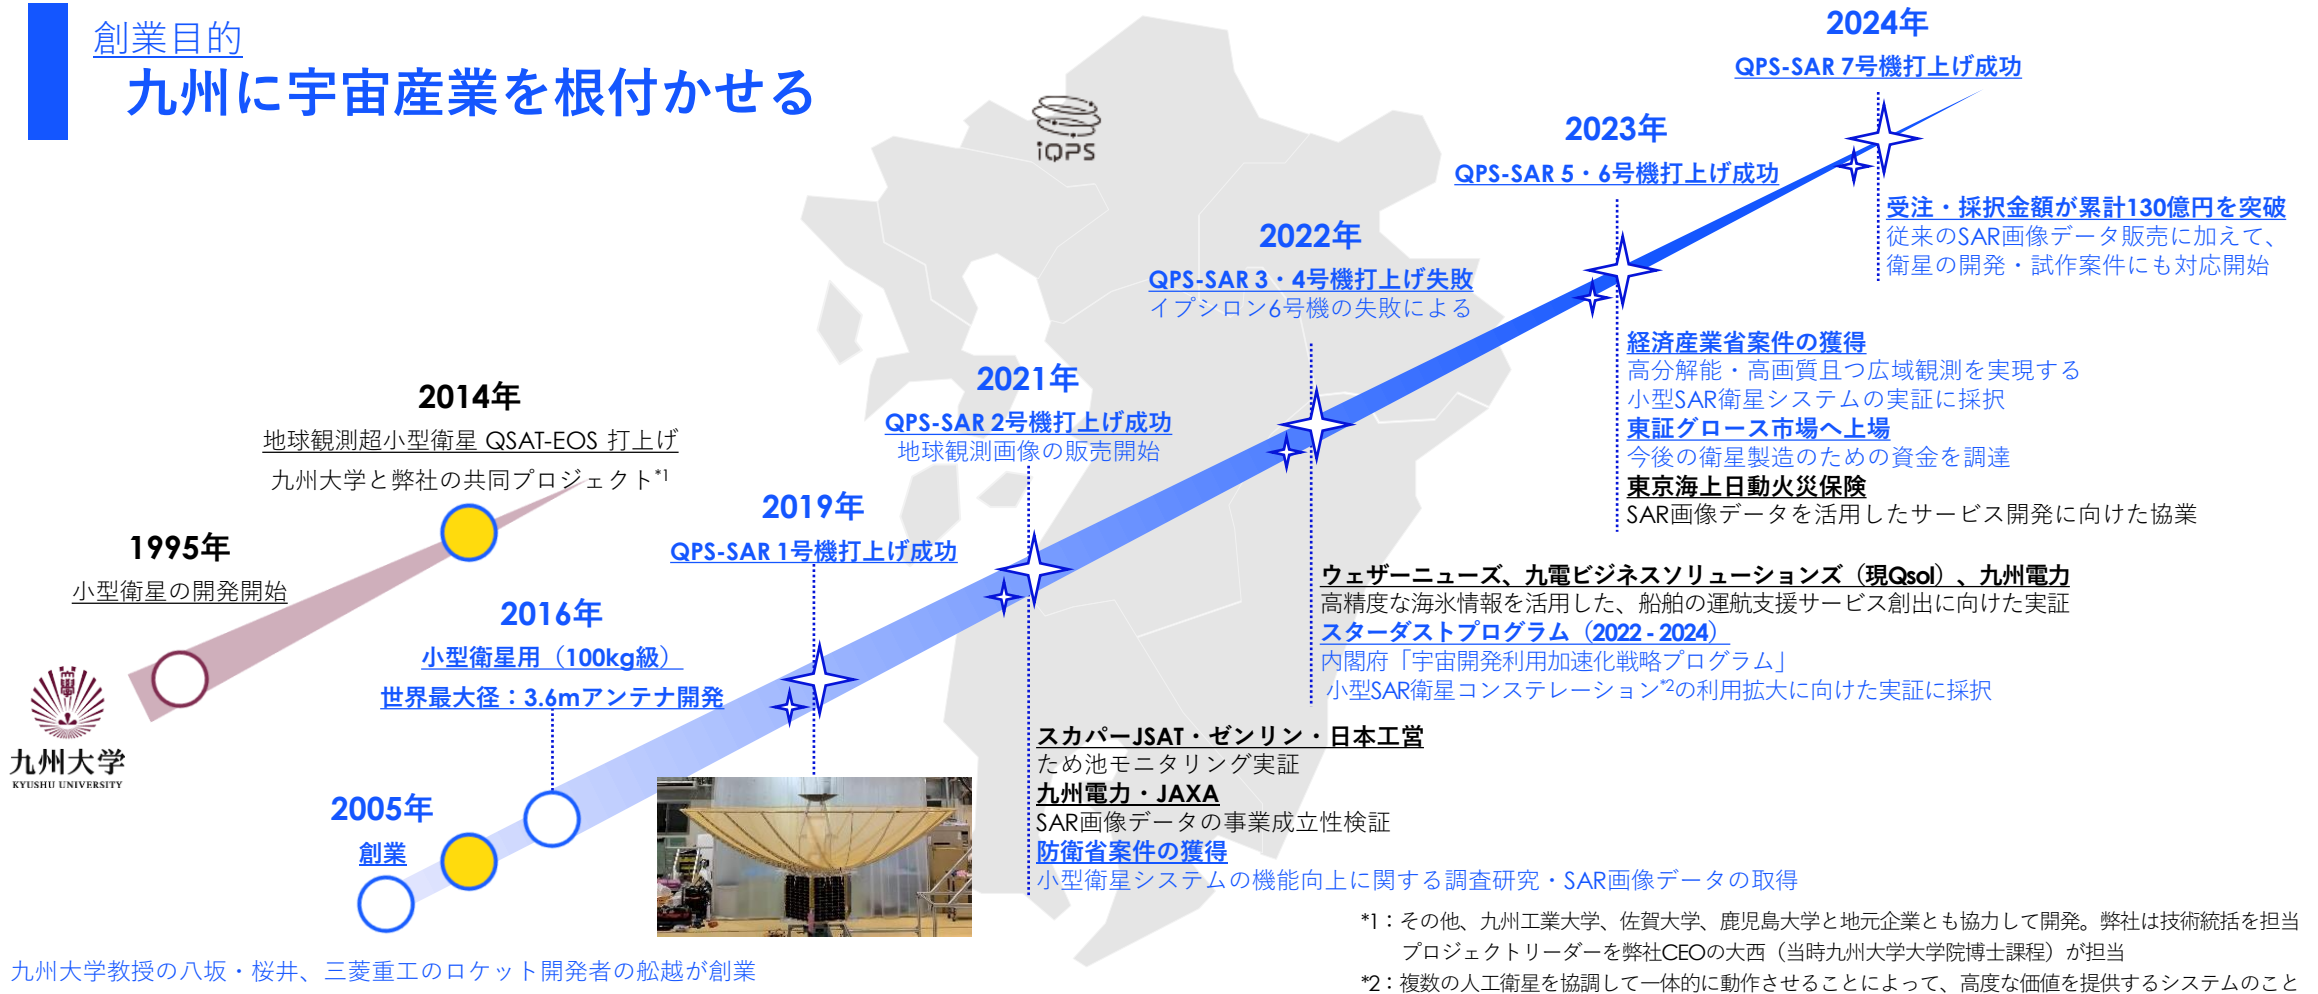 創業目的
九州に宇宙産業を根付かせる
iQPS
1995年
小型衛星の開発開始
2014年
地球観測超小型衛星 QSAT-EOS 打上げ
九州大学と弊社の共同プロジェクト*1
九州大学
KYUSHU UNIVERSITY
2005年
創業
2016年
小型衛星用（100kg級）
世界最大径：3.6mアンテナ開発
2019年
QPS-SAR 1号機打上げ成功
2021年
QPS-SAR 2号機打上げ成功
地球観測画像の販売開始
スカパーJSAT・ゼンリン・日本工営
ため池モニタリング実証
九州電力・JAXA
SAR画像データの事業成立性検証
防衛省案件の獲得
小型衛星システムの機能向上に関する調査研究・SAR画像データの取得
2022年
QPS-SAR 3・4号機打上げ失敗
イプシロン6号機の失敗による
ウェザーニューズ、九電ビジネスソリューションズ（現Qsol）、九州電力
高精度な海氷情報を活用した、船舶の運航支援サービス創出に向けた実証
スターダストプログラム（2022 - 2024）
内閣府「宇宙開発利用加速化戦略プログラム」
小型SAR衛星コンステレーション*2の利用拡大に向けた実証に採択
2023年
QPS-SAR 5・6号機打上げ成功
経済産業省案件の獲得
高分解能・高画質且つ広域観測を実現する
小型SAR衛星システムの実証に採択
東証グロース市場へ上場
今後の衛星製造のための資金を調達
東京海上日動火災保険
SAR画像データを活用したサービス開発に向けた協業
2024年
QPS-SAR 7号機打上げ成功
受注・採択金額が累計130億円を突破
従来のSAR画像データ販売に加えて、
衛星の開発・試作案件にも対応開始
九州大学教授の八坂・桜井、三菱重工のロケット開発者の舩越が創業
*1：その他、九州工業大学、佐賀大学、鹿児島大学と地元企業とも協力して開発。弊社は技術統括を担当
プロジェクトリーダーを弊社CEOの大西（当時九州大学大学院博士課程）が担当
*2：複数の人工衛星を協調して一体的に動作させることによって、高度な価値を提供するシステムのこと